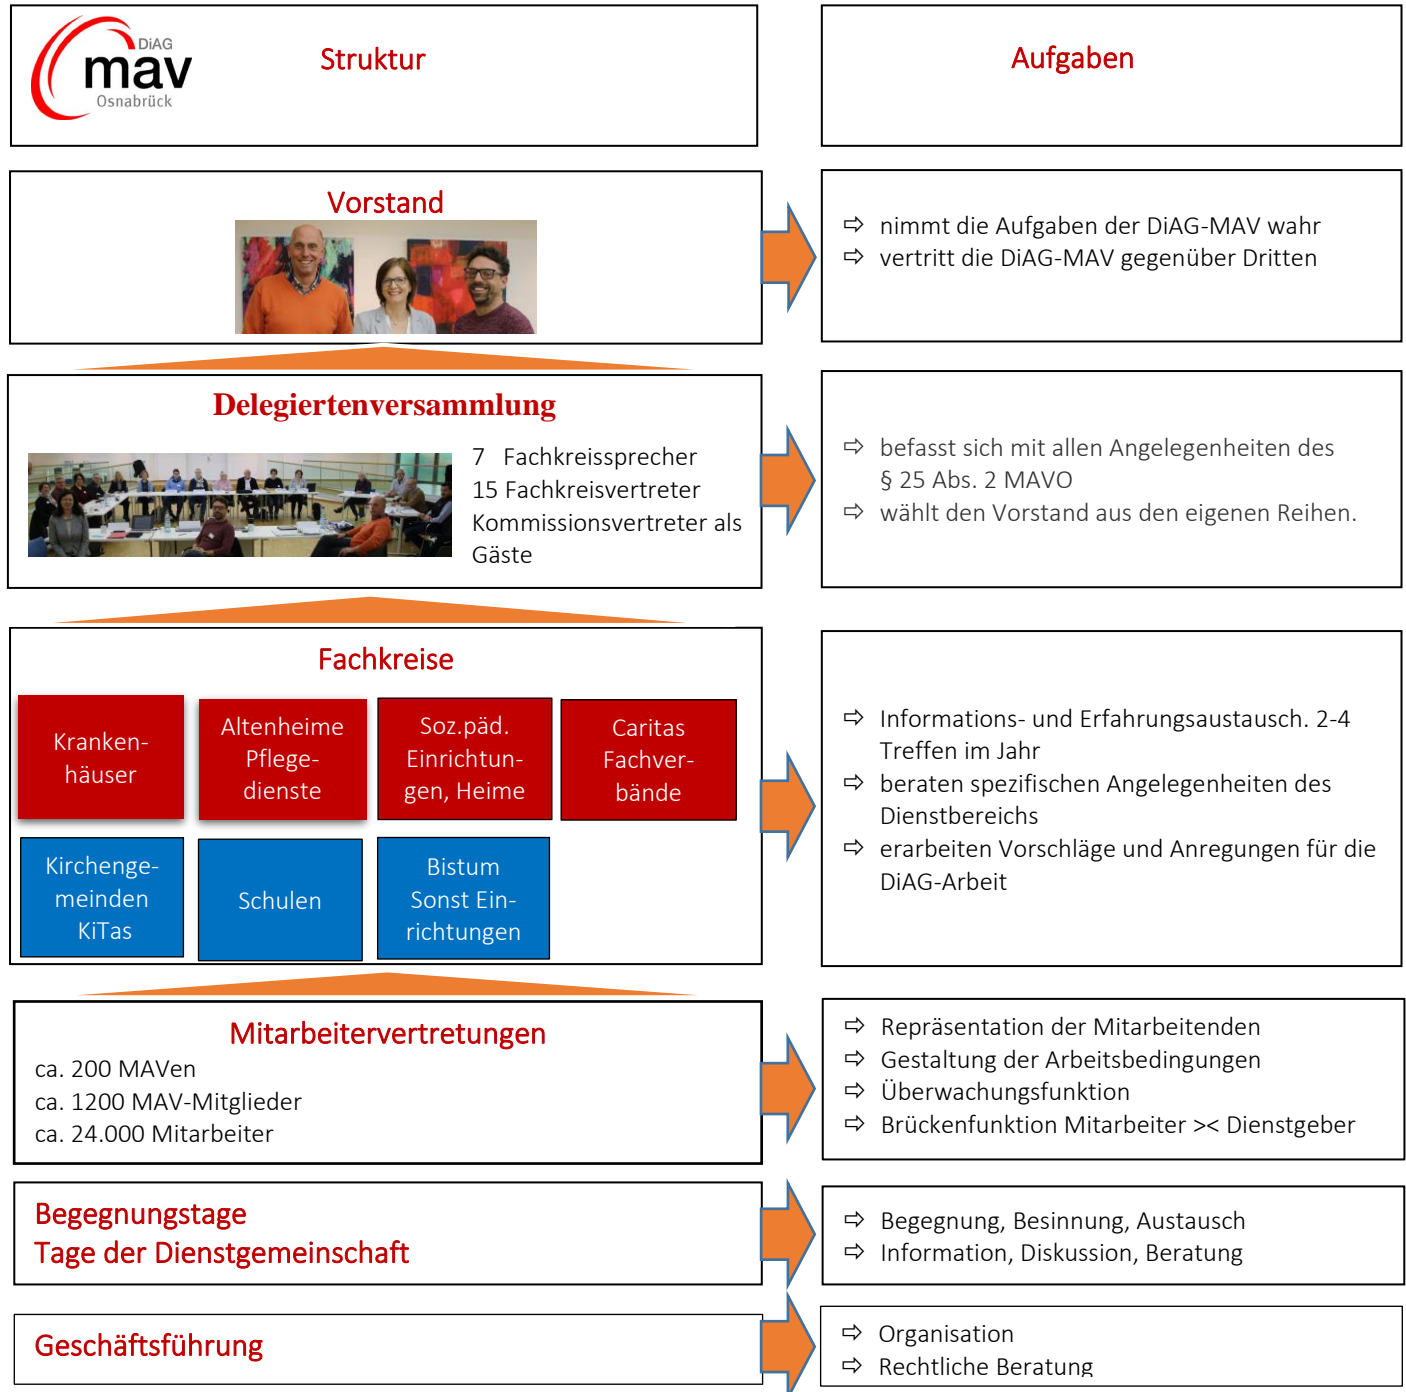 DiAG
mav
Osnabrück
Struktur
Aufgaben
Vorstand
⇨ nimmt die Aufgaben der DiAG-MAV wahr
⇨ vertritt die DiAG-MAV gegenüber Dritten
Delegiertenversammlung
7 Fachkreissprecher
15 Fachkreisvertreter
Kommissionsvertreter als
Gäste
⇨ befasst sich mit allen Angelegenheiten des
§ 25 Abs. 2 MAVO
⇨ wählt den Vorstand aus den eigenen Reihen.
Fachkreise
Kranken-
häuser
Altenheime
Pflege-
dienste
Soz.päd.
Einrichtun-
gen, Heime
Caritas
Fachver-
bände
Kirchenge-
meinden
KiTas
Schulen
Bistum
Sonst Ein-
richtungen
⇨ Informations- und Erfahrungsaustausch. 2-4
Treffen im Jahr
⇨ beraten spezifischen Angelegenheiten des
Dienstbereichs
⇨ erarbeiten Vorschläge und Anregungen für die
DiAG-Arbeit
Mitarbeitervertretungen
ca. 200 MAVen
ca. 1200 MAV-Mitglieder
ca. 24.000 Mitarbeiter
⇨ Repräsentation der Mitarbeitenden
⇨ Gestaltung der Arbeitsbedingungen
⇨ Überwachungsfunktion
⇨ Brückenfunktion Mitarbeiter >< Dienstgeber
Begegnungstage
Tage der Dienstgemeinschaft
⇨ Begegnung, Besinnung, Austausch
⇨ Information, Diskussion, Beratung
Geschäftsführung
⇨ Organisation
⇨ Rechtliche Beratung